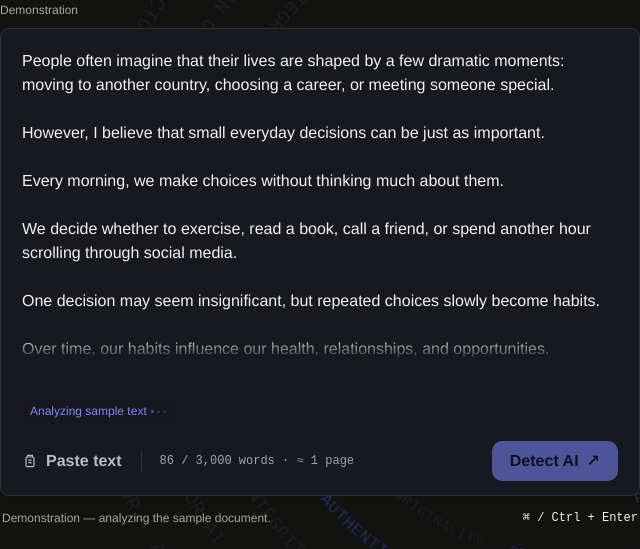 Demonstration
People often imagine that their lives are shaped by a few dramatic moments:
moving to another country, choosing a career, or meeting someone special.
However, I believe that small everyday decisions can be just as important.
Every morning, we make choices without thinking much about them.
We decide whether to exercise, read a book, call a friend, or spend another hour
scrolling through social media.
One decision may seem insignificant, but repeated choices slowly become habits.
Over time, our habits influence our health, relationships, and opportunities.
Analyzing sample text
Paste text
86 / 3,000 words · ≈ 1 page
Detect AI ↗
Demonstration — analyzing the sample document.
⌘ / Ctrl + Enter
ORIGINALITY